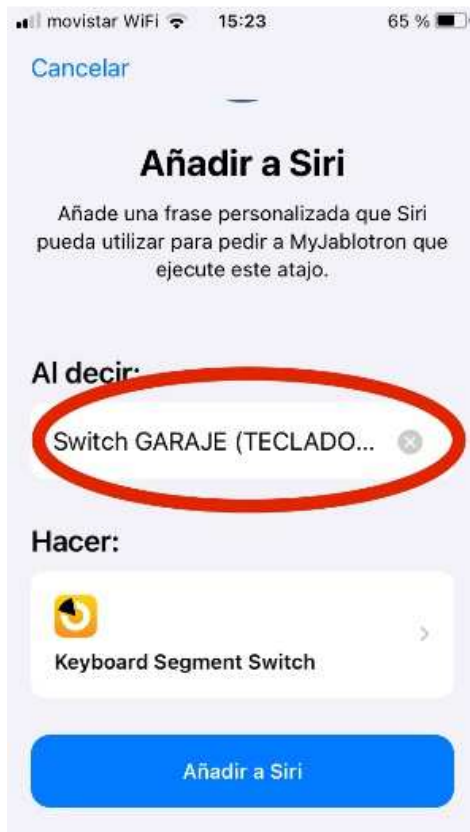 movistar WiFi 15:23 65 %
Cancelar
Añadir a Siri
Añade una frase personalizada que Siri
pueda utilizar para pedir a MyJablotron que
ejecute este atajo.
Al decir:
Switch GARAJE (TECLADO...
Hacer:
Keyboard Segment Switch
Añadir a Siri